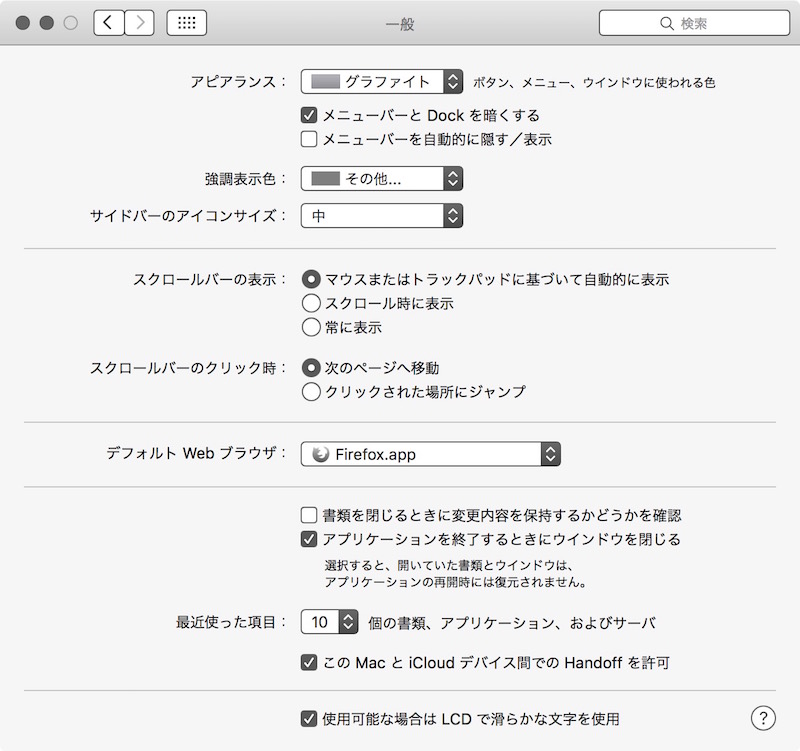 一般
検索
アピアランス： グラファイト ボタン、メニュー、ウインドウに使われる色
メニューバーと Dock を暗くする
メニューバーを自動的に隠す／表示
強調表示色： その他...
サイドバーのアイコンサイズ： 中
スクロールバーの表示： マウスまたはトラックパッドに基づいて自動的に表示
スクロール時に表示
常に表示
スクロールバーのクリック時： 次のページへ移動
クリックされた場所にジャンプ
デフォルト Web ブラウザ： Firefox.app
書類を閉じるときに変更内容を保持するかどうかを確認
アプリケーションを終了するときにウインドウを閉じる
選択すると、開いていた書類とウインドウは、
アプリケーションの再開時には復元されません。
最近使った項目： 10 個の書類、アプリケーション、およびサーバ
この Mac と iCloud デバイス間での Handoff を許可
使用可能な場合は LCD で滑らかな文字を使用 ?